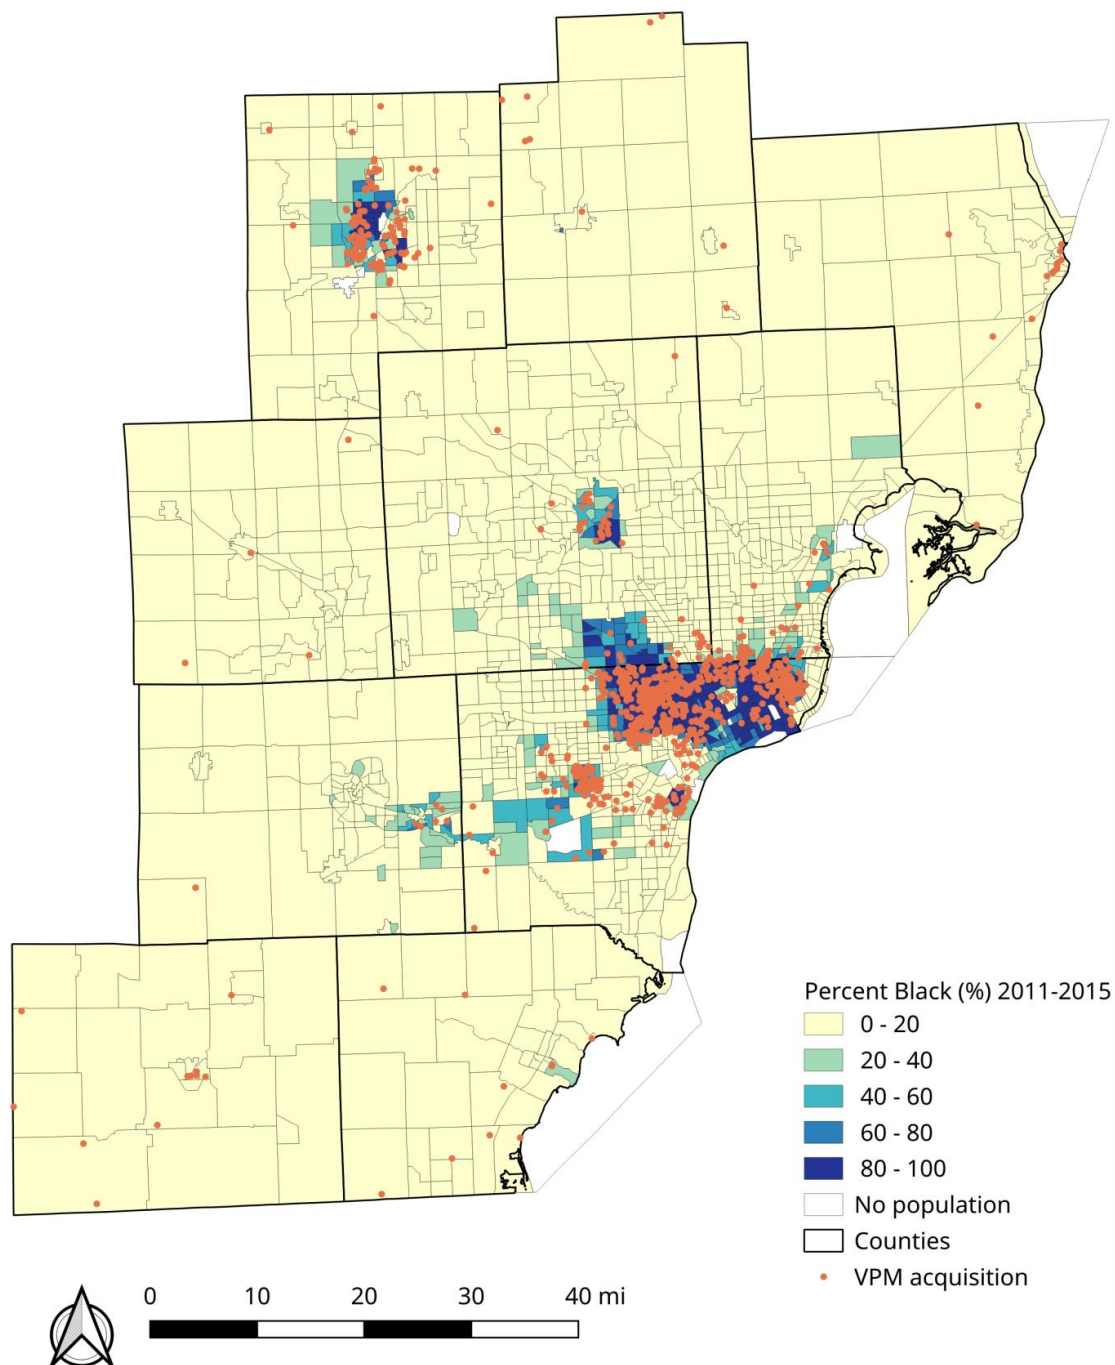 Percent Black (%) 2011-2015
0 - 20
20 - 40
40 - 60
60 - 80
80 - 100
No population
Counties
VPM acquisition
0 10 20 30 40 mi